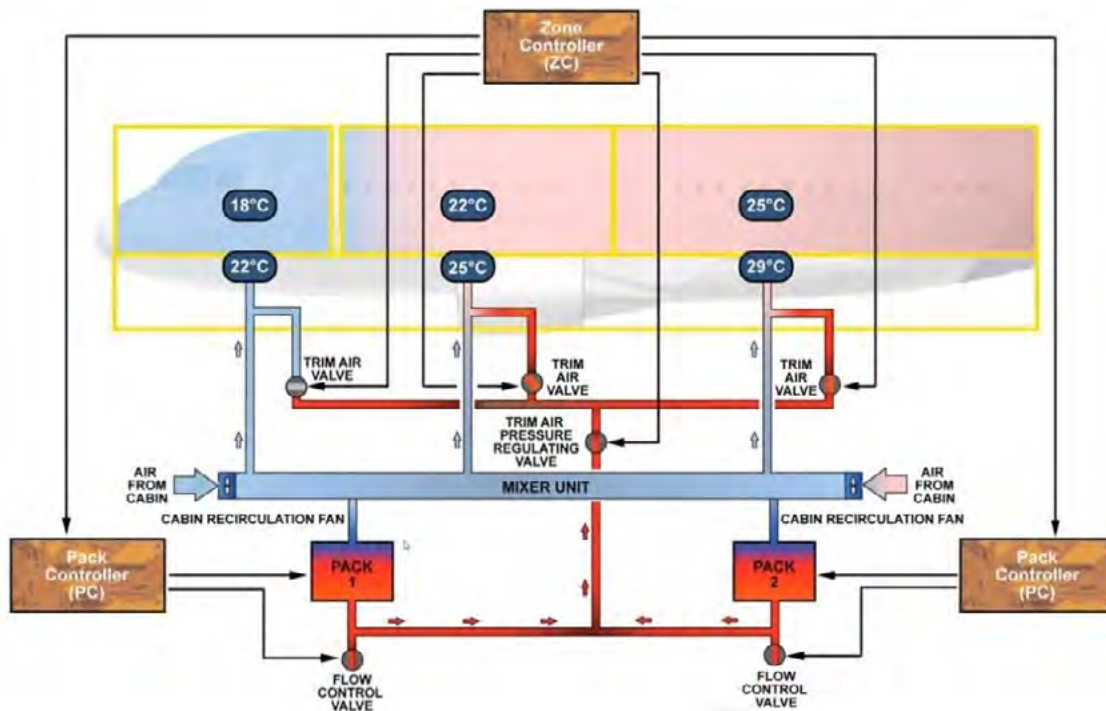 Zone
Controller
(ZC)
18°C
22°C
25°C
22°C
25°C
29°C
TRIM AIR
VALVE
TRIM
AIR
VALVE
TRIM
AIR
VALVE
TRIM AIR
PRESSURE
REGULATING
VALVE
AIR
FROM
CABIN
MIXER UNIT
AIR
FROM
CABIN
CABIN RECIRCULATION FAN
CABIN RECIRCULATION FAN
Pack
Controller
(PC)
PACK
1
PACK
2
Pack
Controller
(PC)
FLOW
CONTROL
VALVE
FLOW
CONTROL
VALVE